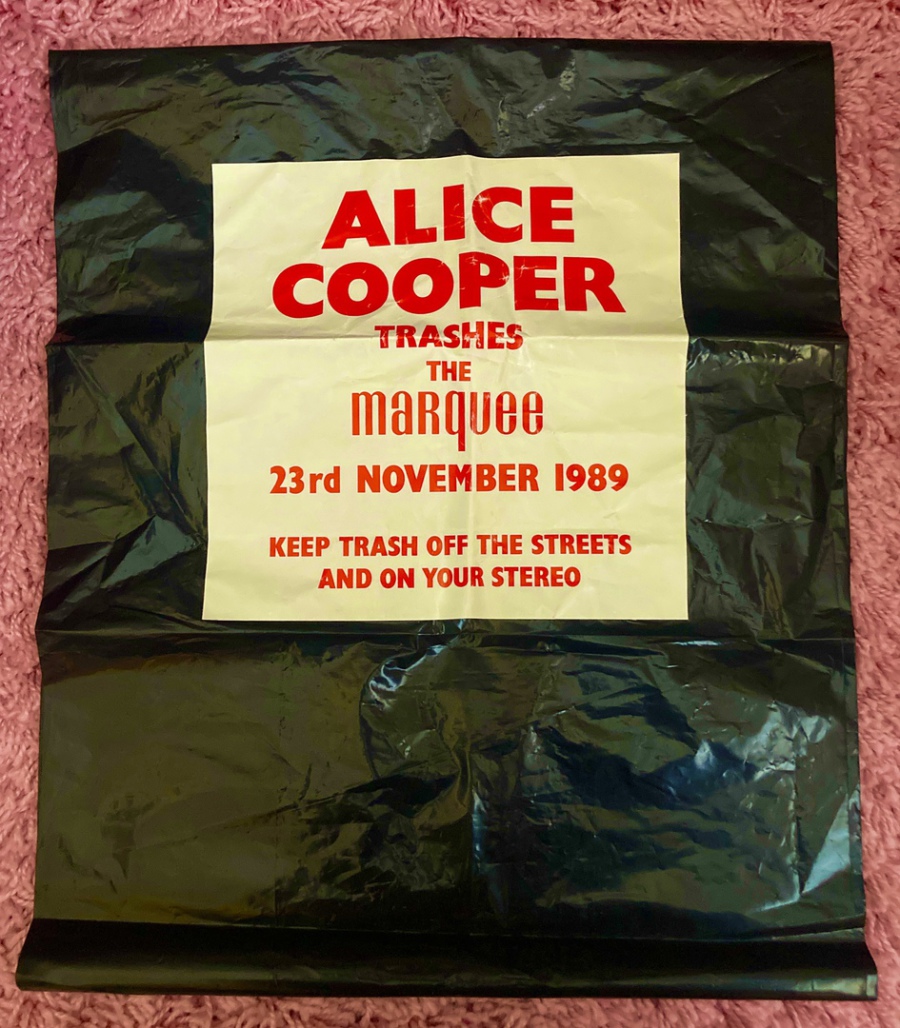 ALICE
COOPER
TRASHES
THE
marquee
23rd NOVEMBER 1989
KEEP TRASH OFF THE STREETS
AND ON YOUR STEREO